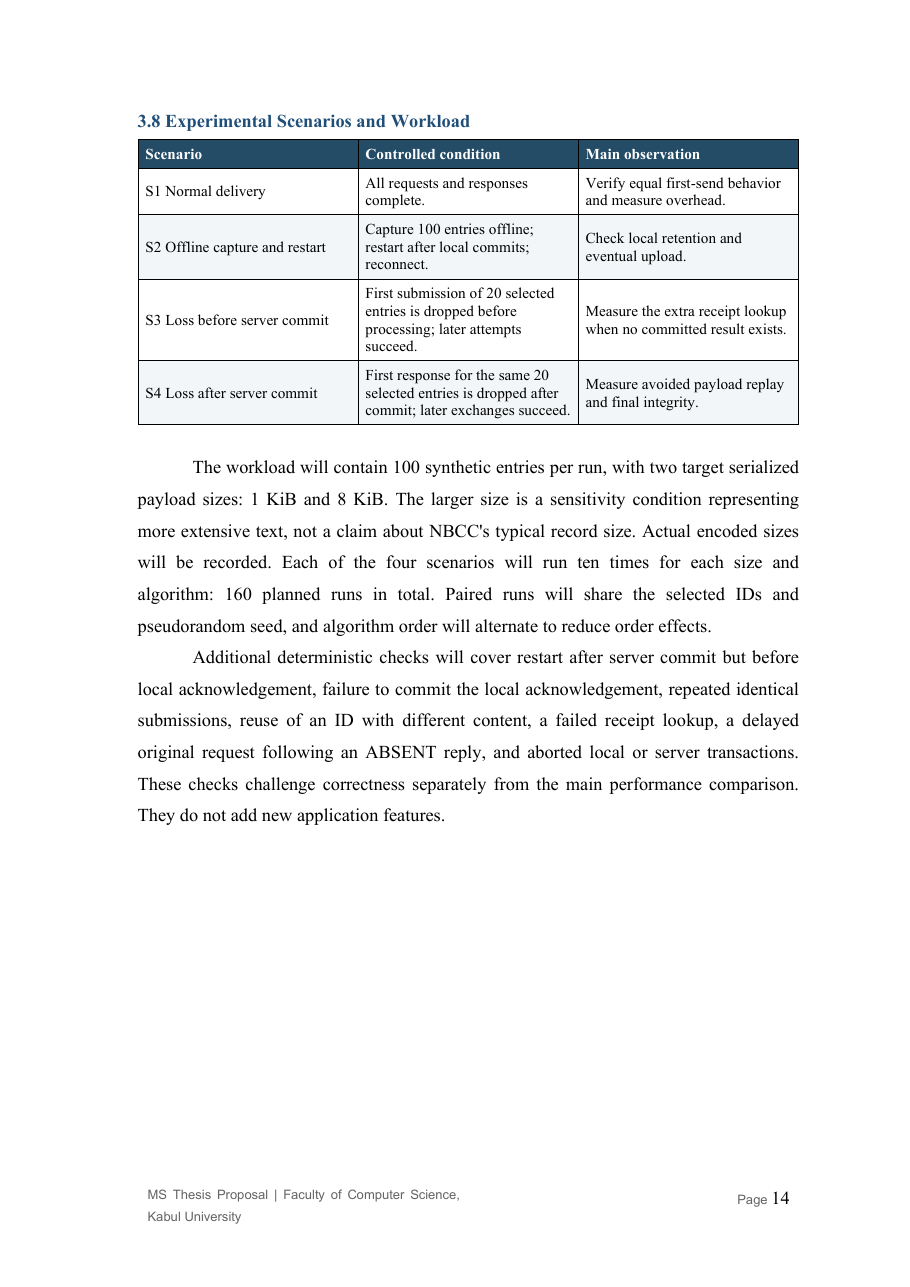 3.8 Experimental Scenarios and Workload
Scenario
Controlled condition
Main observation
S1 Normal delivery
All requests and responses
complete.
Verify equal first-send behavior
and measure overhead.
S2 Offline capture and restart
Capture 100 entries offline;
restart after local commits;
reconnect.
Check local retention and
eventual upload.
S3 Loss before server commit
First submission of 20 selected
entries is dropped before
processing; later attempts
succeed.
Measure the extra receipt lookup
when no committed result exists.
S4 Loss after server commit
First response for the same 20
selected entries is dropped after
commit; later exchanges succeed.
Measure avoided payload replay
and final integrity.
The workload will contain 100 synthetic entries per run, with two target serialized
payload sizes: 1 KiB and 8 KiB. The larger size is a sensitivity condition representing
more extensive text, not a claim about NBCC's typical record size. Actual encoded sizes
will be recorded. Each of the four scenarios will run ten times for each size and
algorithm: 160 planned runs in total. Paired runs will share the selected IDs and
pseudorandom seed, and algorithm order will alternate to reduce order effects.
Additional deterministic checks will cover restart after server commit but before
local acknowledgement, failure to commit the local acknowledgement, repeated identical
submissions, reuse of an ID with different content, a failed receipt lookup, a delayed
original request following an ABSENT reply, and aborted local or server transactions.
These checks challenge correctness separately from the main performance comparison.
They do not add new application features.
MS Thesis Proposal | Faculty of Computer Science,
Kabul University
Page 14